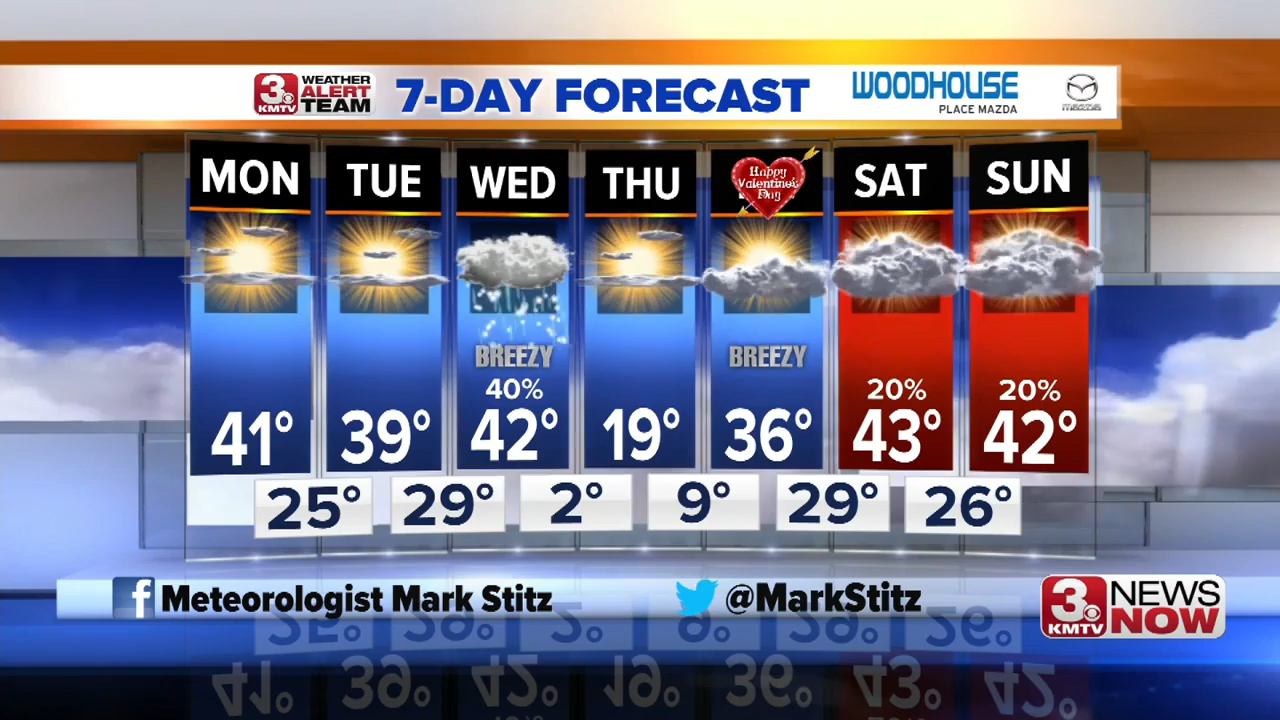 3 KMTV WEATHER ALERT TEAM
7-DAY FORECAST
WOODHOUSE
PLACE MAZDA
mazda
MON TUE WED THU Happy Valentine's Day SAT SUN
BREEZY BREEZY
40% 20% 20%
41° 39° 42° 19° 36° 43° 42°
25° 29° 2° 9° 29° 26°
f Meteorologist Mark Stitz @MarkStitz
3 KMTV NEWS NOW